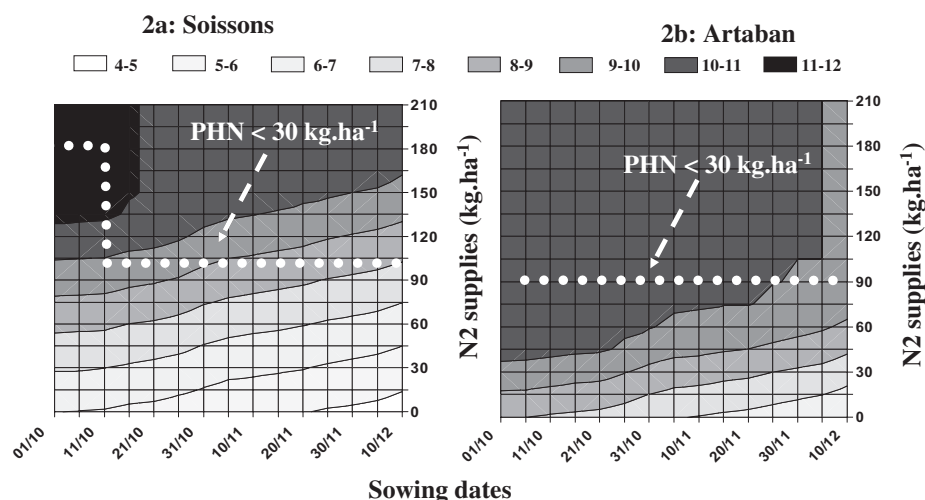 2a: Soissons
2b: Artaban
4-5 5-6 6-7 7-8 8-9 9-10 10-11 11-12
PHN < 30 kg.ha-1
210
180
150
120
90
60
30
0
N2 supplies (kg.ha-1)
01/10 11/10 21/10 31/10 10/11 20/11 30/11 10/12
PHN < 30 kg.ha-1
210
180
150
120
90
60
30
0
N2 supplies (kg.ha-1)
01/10 11/10 21/10 31/10 10/11 20/11 30/11 10/12
Sowing dates